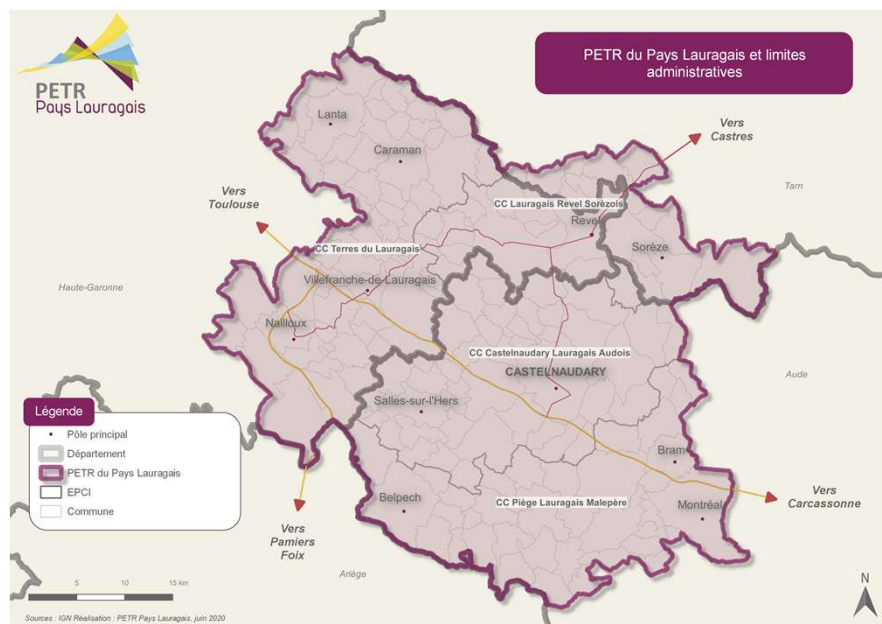 PETR du Pays Lauragais et limites
administratives
PETR
Pays Lauragais
Lanta
Caraman
Vers
Castres
Vers
Toulouse
Tarn
CC Lauragais Revel Sorèzois
Revel
CC Terres du Lauragais
Sorèze
Villefranche-de-Lauragais
Haute-Garonne
Nailloux
CC Castelnaudary Lauragais Audois
CASTELNAUDARY
Aude
Salles-sur-l'Hers
Légende
Pôle principal
Département
PETR du Pays Lauragais
EPCI
Commune
Bram
Belpech
CC Piège Lauragais Malepère
Montréal
Vers
Carcassonne
Vers
Pamiers
Foix
Ariège
5 10 15 km
N
Sources : IGN Réalisation : PETR Pays Lauragais, juin 2020